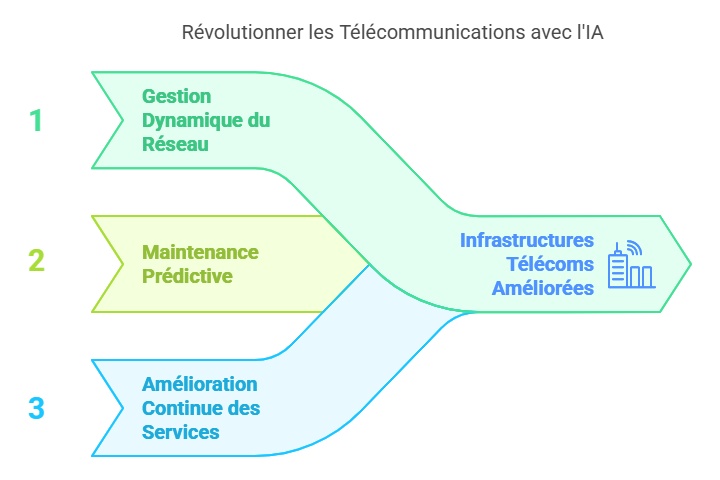 Révolutionner les Télécommunications avec l'IA
1
Gestion
Dynamique du
Réseau
2
Maintenance
Prédictive
Infrastructures
Télécoms
Améliorées
3
Amélioration
Continue des
Services